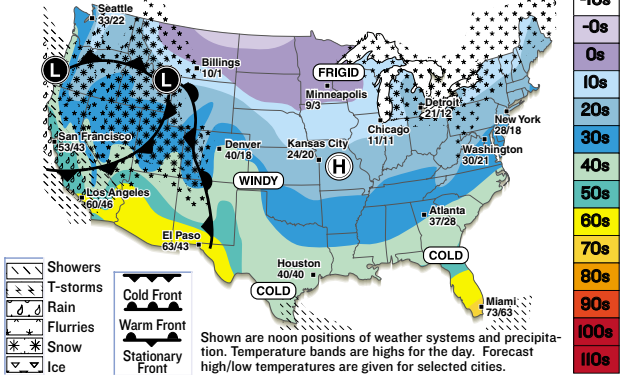 -10s
-0s
0s
10s
20s
30s
40s
50s
60s
70s
80s
90s
100s
110s
Seattle
33/22
L
L
Billings
10/1
FRIGID
Minneapolis
9/3
Detroit
21/12
Chicago
11/11
New York
28/18
Washington
30/21
San Francisco
53/43
Denver
40/18
Kansas City
24/20
H
WINDY
Los Angeles
60/46
Atlanta
37/28
El Paso
63/43
Houston
40/40
COLD
COLD
Miami
73/63
Showers
T-storms
Rain
Flurries
Snow
Ice
Cold Front
Warm Front
Stationary
Front
Shown are noon positions of weather systems and precipita-
tion. Temperature bands are highs for the day. Forecast
high/low temperatures are given for selected cities.